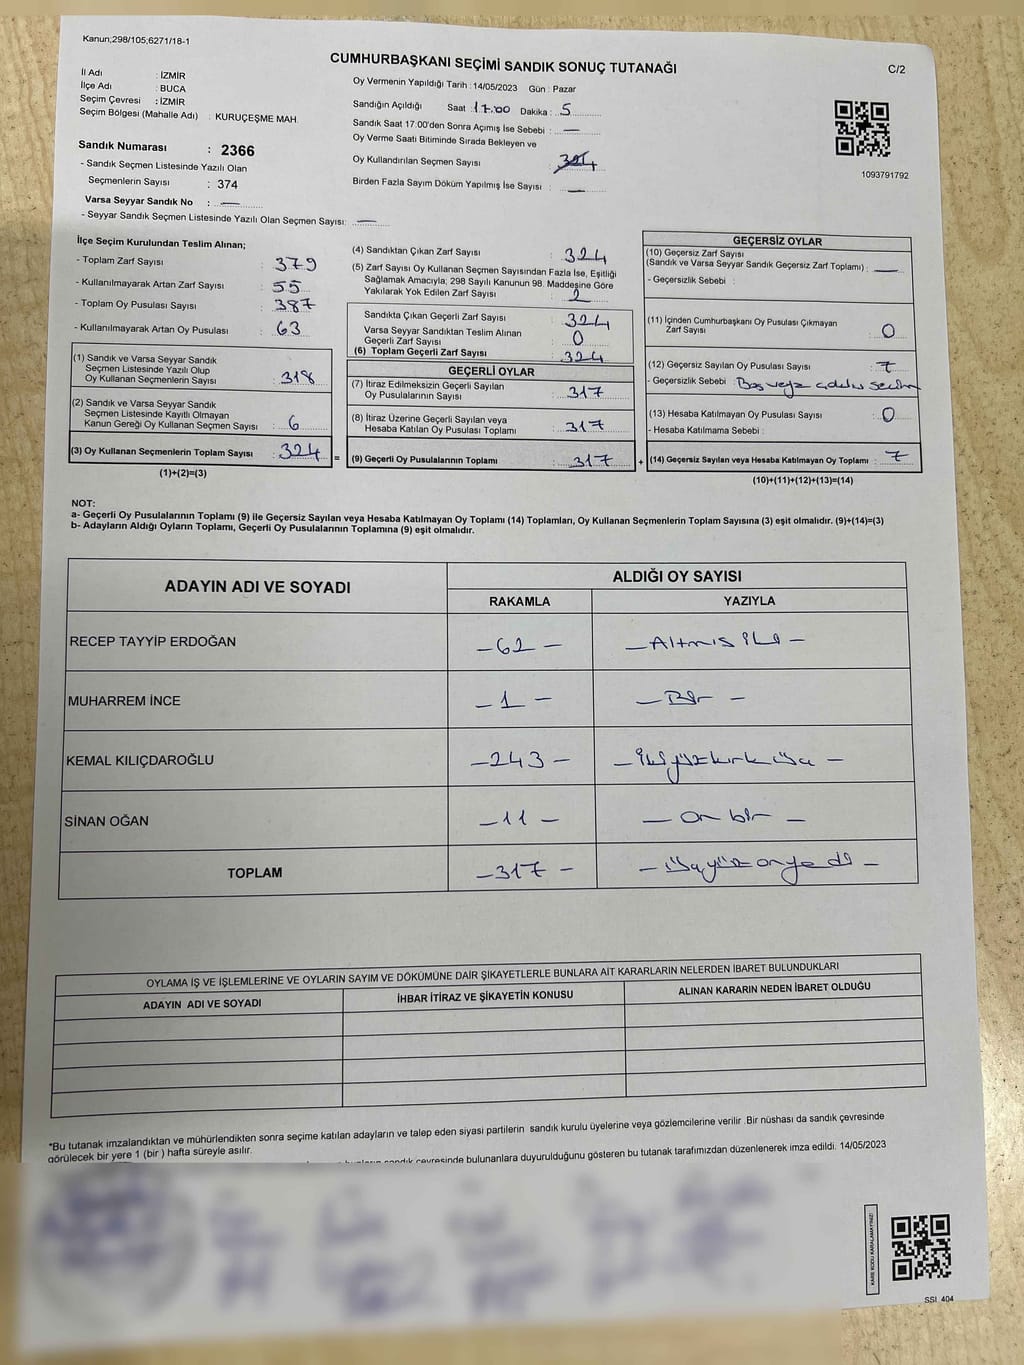 Kanun;298/105;6271/18-1
CUMHURBAŞKANI SEÇİMİ SANDIK SONUÇ TUTANAĞI
C/2
İl Adı : İZMİR
İlçe Adı : BUCA
Seçim Çevresi : İZMİR
Seçim Bölgesi (Mahalle Adı) : KURUÇEŞME MAH.
Sandık Numarası : 2366
- Sandık Seçmen Listesinde Yazılı Olan
Seçmenlerin Sayısı : 374
Varsa Seyyar Sandık No : —
- Seyyar Sandık Seçmen Listesinde Yazılı Olan Seçmen Sayısı: —
Oy Vermenin Yapıldığı Tarih : 14/05/2023 Gün : Pazar
Sandığın Açıldığı Saat : 17:00 Dakika : 5
Sandık Saat 17:00'den Sonra Açımış İse Sebebi : —
Oy Verme Saati Bitiminde Sırada Bekleyen ve
Oy Kullandırılan Seçmen Sayısı : 324
Birden Fazla Sayım Döküm Yapılmış İse Sayısı : —
1093791792
İlçe Seçim Kurulundan Teslim Alınan;
- Toplam Zarf Sayısı : 379
- Kullanılmayarak Artan Zarf Sayısı : 55
- Toplam Oy Pusulası Sayısı : 387
- Kullanılmayarak Artan Oy Pusulası : 63
(1) Sandık ve Varsa Seyyar Sandık
Seçmen Listesinde Yazılı Olup
Oy Kullanan Seçmenlerin Sayısı : 318
(2) Sandık ve Varsa Seyyar Sandık
Seçmen Listesinde Kayıtlı Olmayan
Kanun Gereği Oy Kullanan Seçmen Sayısı : 6
(3) Oy Kullanan Seçmenlerin Toplam Sayısı : 324 =
(1)+(2)=(3)
(4) Sandıktan Çıkan Zarf Sayısı : 324
(5) Zarf Sayısı Oy Kullanan Seçmen Sayısından Fazla İse, Eşitliği
Sağlamak Amacıyla; 298 Sayılı Kanunun 98. Maddesine Göre
Yakılarak Yok Edilen Zarf Sayısı :
Sandıkta Çıkan Geçerli Zarf Sayısı : 324
Varsa Seyyar Sandıktan Teslim Alınan
Geçerli Zarf Sayısı : 0
(6) Toplam Geçerli Zarf Sayısı : 324
GEÇERLİ OYLAR
(7) İtiraz Edilmeksizin Geçerli Sayılan
Oy Pusulalarının Sayısı : 317
(8) İtiraz Üzerine Geçerli Sayılan veya
Hesaba Katılan Oy Pusulası Toplamı : 317
(9) Geçerli Oy Pusulalarının Toplamı : 317 +
GEÇERSİZ OYLAR
(10) Geçersiz Zarf Sayısı
(Sandık ve Varsa Seyyar Sandık Geçersiz Zarf Toplamı) : —
- Geçersizlik Sebebi :
(11) İçinden Cumhurbaşkanı Oy Pusulası Çıkmayan
Zarf Sayısı : 0
(12) Geçersiz Sayılan Oy Pusulası Sayısı : 7
- Geçersizlik Sebebi : Boş veya
(13) Hesaba Katılmayan Oy Pusulası Sayısı : 0
- Hesaba Katılmama Sebebi :
(14) Geçersiz Sayılan veya Hesaba Katılmayan Oy Toplamı : 7
(10)+(11)+(12)+(13)=(14)
NOT:
a- Geçerli Oy Pusulalarının Toplamı (9) ile Geçersiz Sayılan veya Hesaba Katılmayan Oy Toplamı (14) Toplamları, Oy Kullanan Seçmenlerin Toplam Sayısına (3) eşit olmalıdır. (9)+(14)=(3)
b- Adayların Aldığı Oyların Toplamı, Geçerli Oy Pusulalarının Toplamına (9) eşit olmalıdır.
ADAYIN ADI VE SOYADI ALDIĞI OY SAYISI
RAKAMLA YAZIYLA
RECEP TAYYİP ERDOĞAN –62– –Altmış iki–
MUHARREM İNCE –1– –Bir–
KEMAL KILIÇDAROĞLU –243– –İkiyüzkırküç–
SİNAN OĞAN –11– –on bir–
TOPLAM –317– –üçyüz onyedi–
OYLAMA İŞ VE İŞLEMLERİNE VE OYLARIN SAYIM VE DÖKÜMÜNE DAİR ŞİKAYETLERLE BUNLARA AİT KARARLARIN NELERDEN İBARET BULUNDUKLARI
ADAYIN ADI VE SOYADI İHBAR İTİRAZ VE ŞİKAYETİN KONUSU ALINAN KARARIN NEDEN İBARET OLDUĞU
*Bu tutanak imzalandıktan ve mühürlendikten sonra seçime katılan adayların ve talep eden siyasi partilerin sandık kurulu üyelerine veya gözlemcilerine verilir .Bir nüshası da sandık çevresinde
görülecek bir yere 1 (bir ) hafta süreyle asılır.
sandık çevresinde bulunanlara duyurulduğunu gösteren bu tutanak tarafımızdan düzenlenerek imza edildi. 14/05/2023
KARE KODU KARALAMAYINIZ!
SSI_404